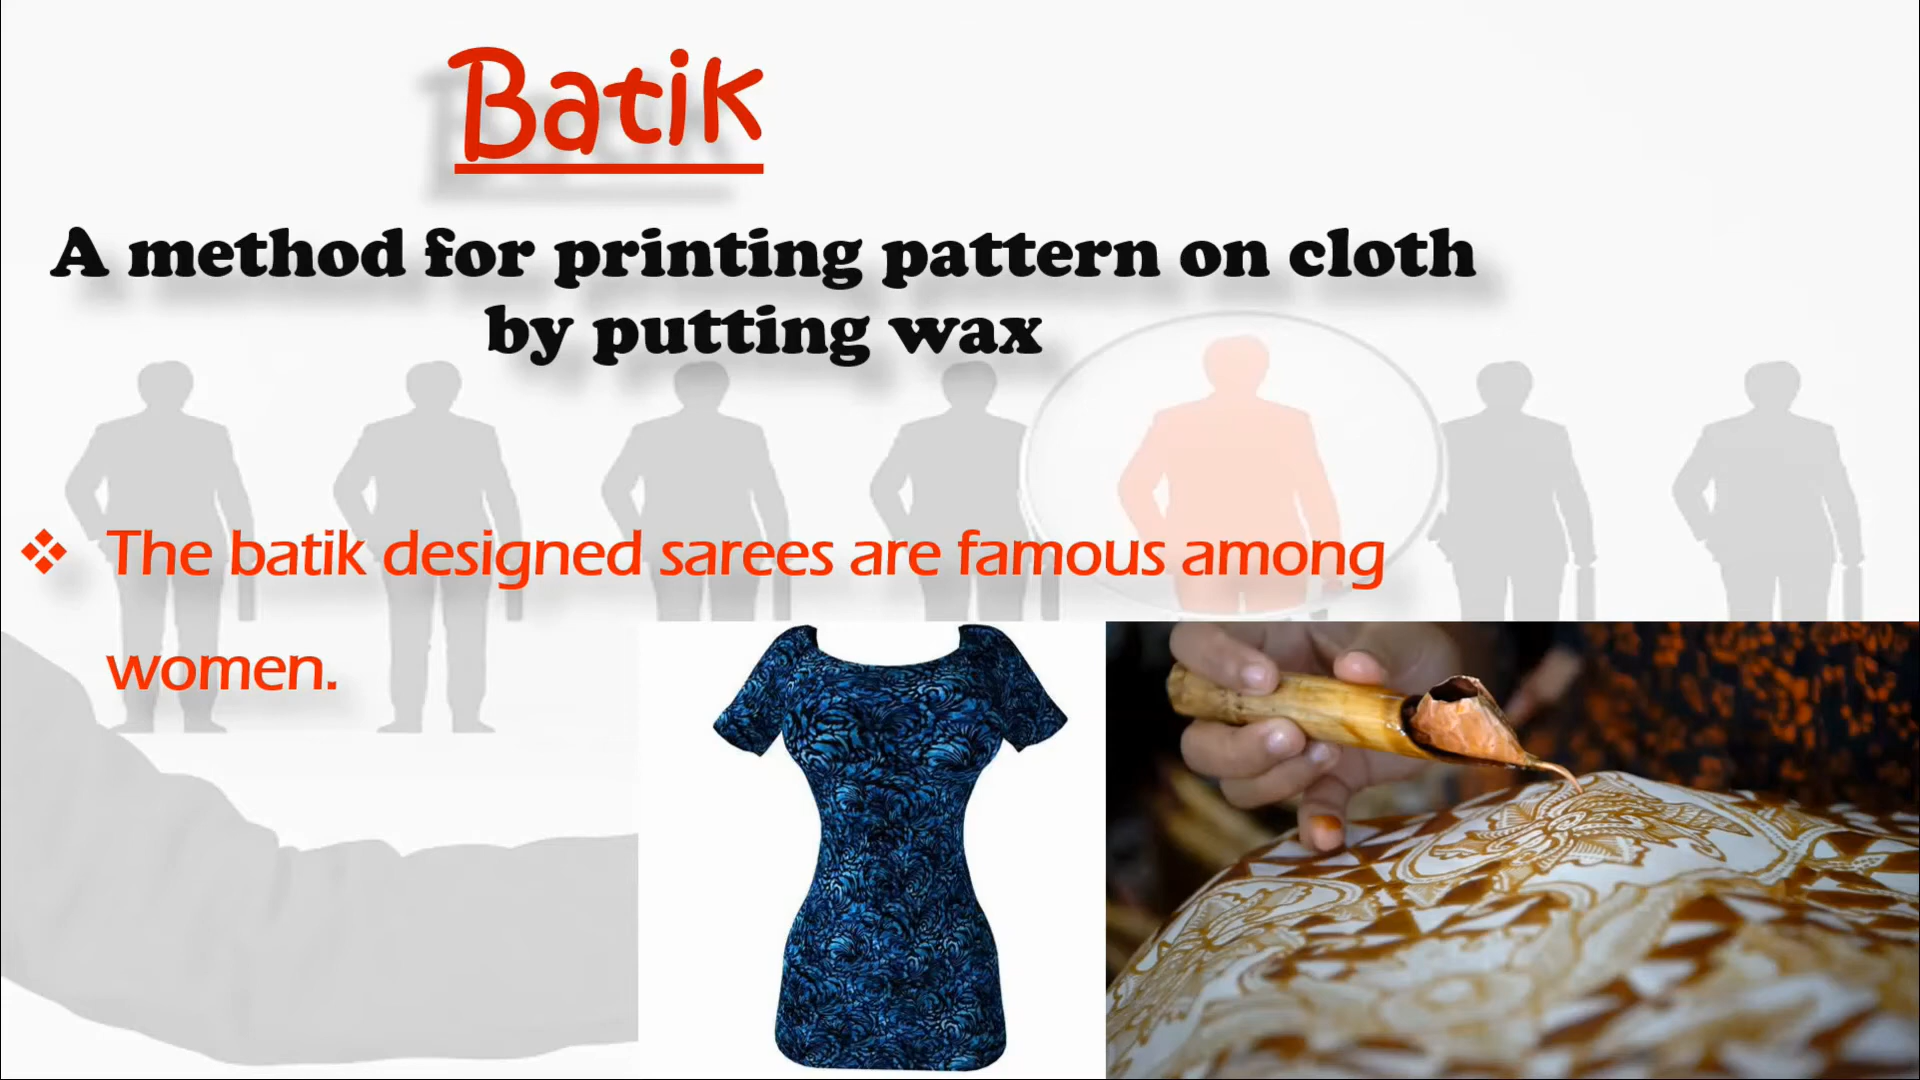 Batik
A method for printing pattern on cloth
by putting wax
❖ The batik designed sarees are famous among
women.